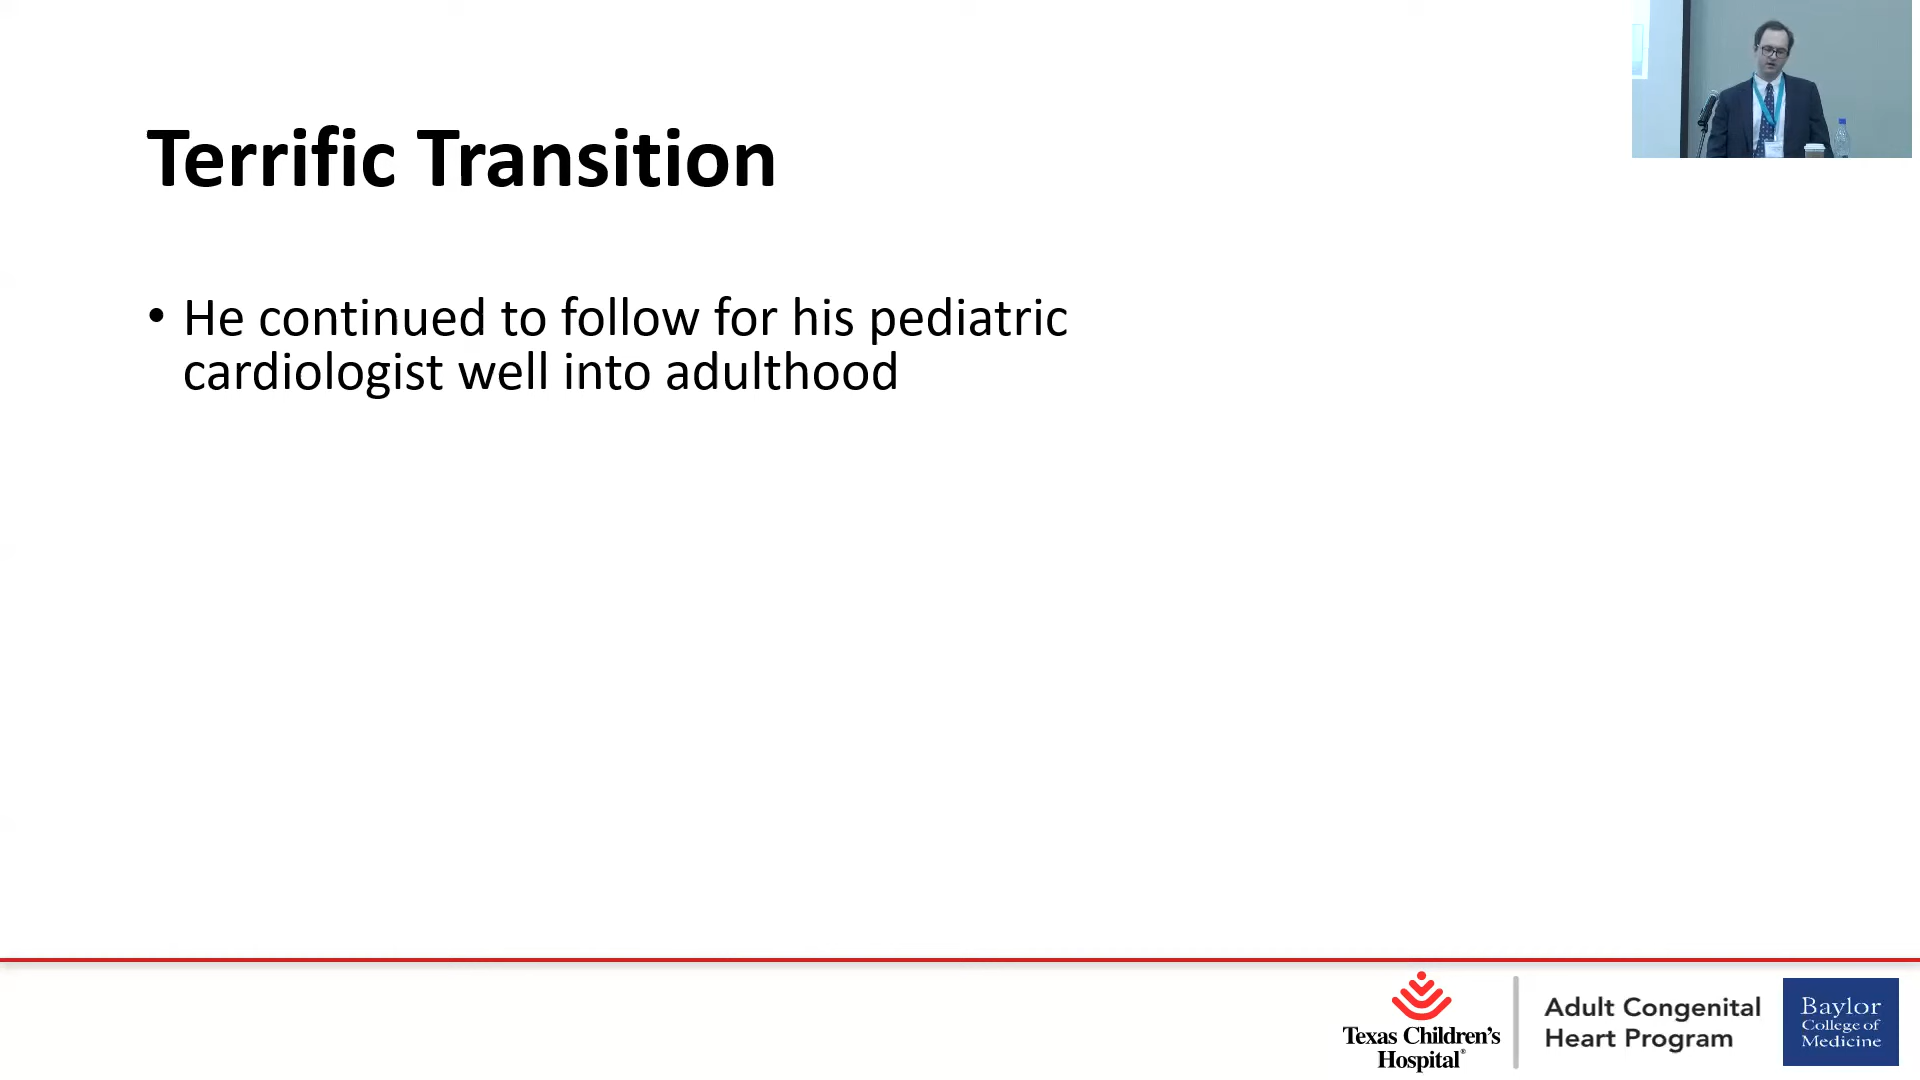 Terrific Transition
• He continued to follow for his pediatric
cardiologist well into adulthood
Texas Children's
Hospital®
Adult Congenital
Heart Program
Baylor
College of
Medicine